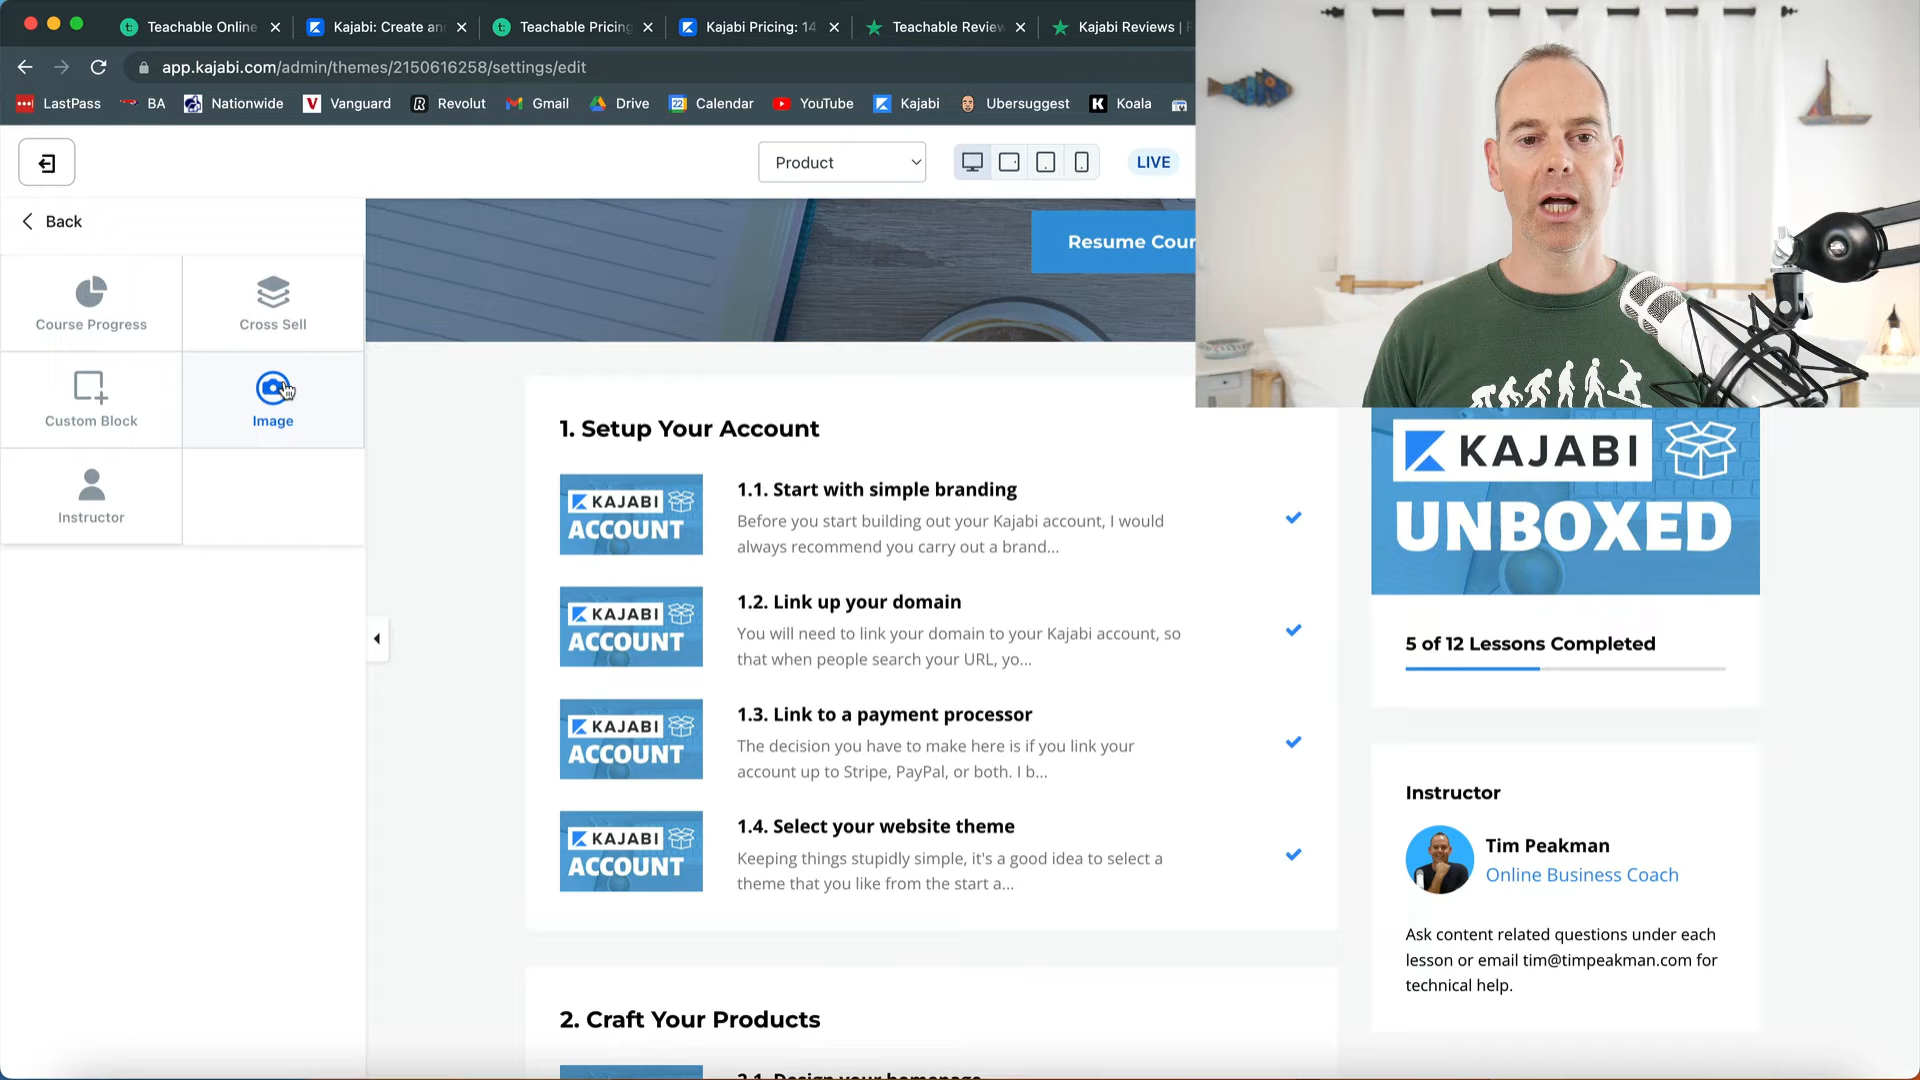 Teachable Online
Kajabi: Create an
Teachable Pricing
Kajabi Pricing: 14
Teachable Review
Kajabi Reviews |
app.kajabi.com/admin/themes/2150616258/settings/edit
LastPass
BA
Nationwide
Vanguard
Revolut
Gmail
Drive
22
Calendar
YouTube
Kajabi
Ubersuggest
Koala
Product
LIVE
Back
Course Progress
Cross Sell
Custom Block
Image
Instructor
Resume Cour
1. Setup Your Account
KAJABI
ACCOUNT
1.1. Start with simple branding
Before you start building out your Kajabi account, I would
always recommend you carry out a brand...
KAJABI
ACCOUNT
1.2. Link up your domain
You will need to link your domain to your Kajabi account, so
that when people search your URL, yo...
KAJABI
ACCOUNT
1.3. Link to a payment processor
The decision you have to make here is if you link your
account up to Stripe, PayPal, or both. I b...
KAJABI
ACCOUNT
1.4. Select your website theme
Keeping things stupidly simple, it's a good idea to select a
theme that you like from the start a...
2. Craft Your Products
2.1. Design your homepage
KAJABI
UNBOXED
5 of 12 Lessons Completed
Instructor
Tim Peakman
Online Business Coach
Ask content related questions under each
lesson or email tim@timpeakman.com for
technical help.